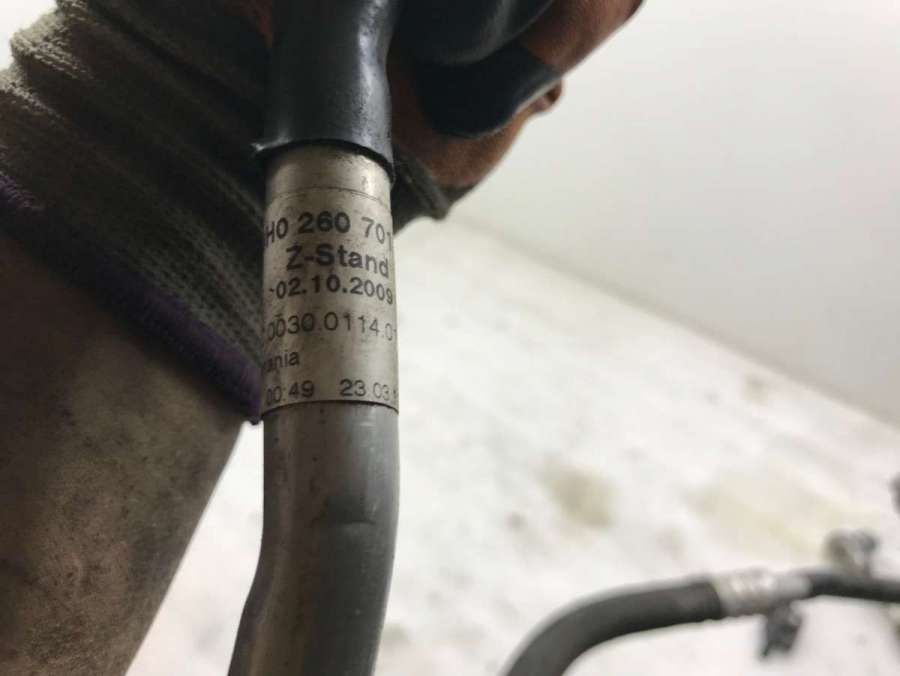 H0 260 701
Z-Stand
02.10.2009
0030.0114.0
ania
00:49 23 03